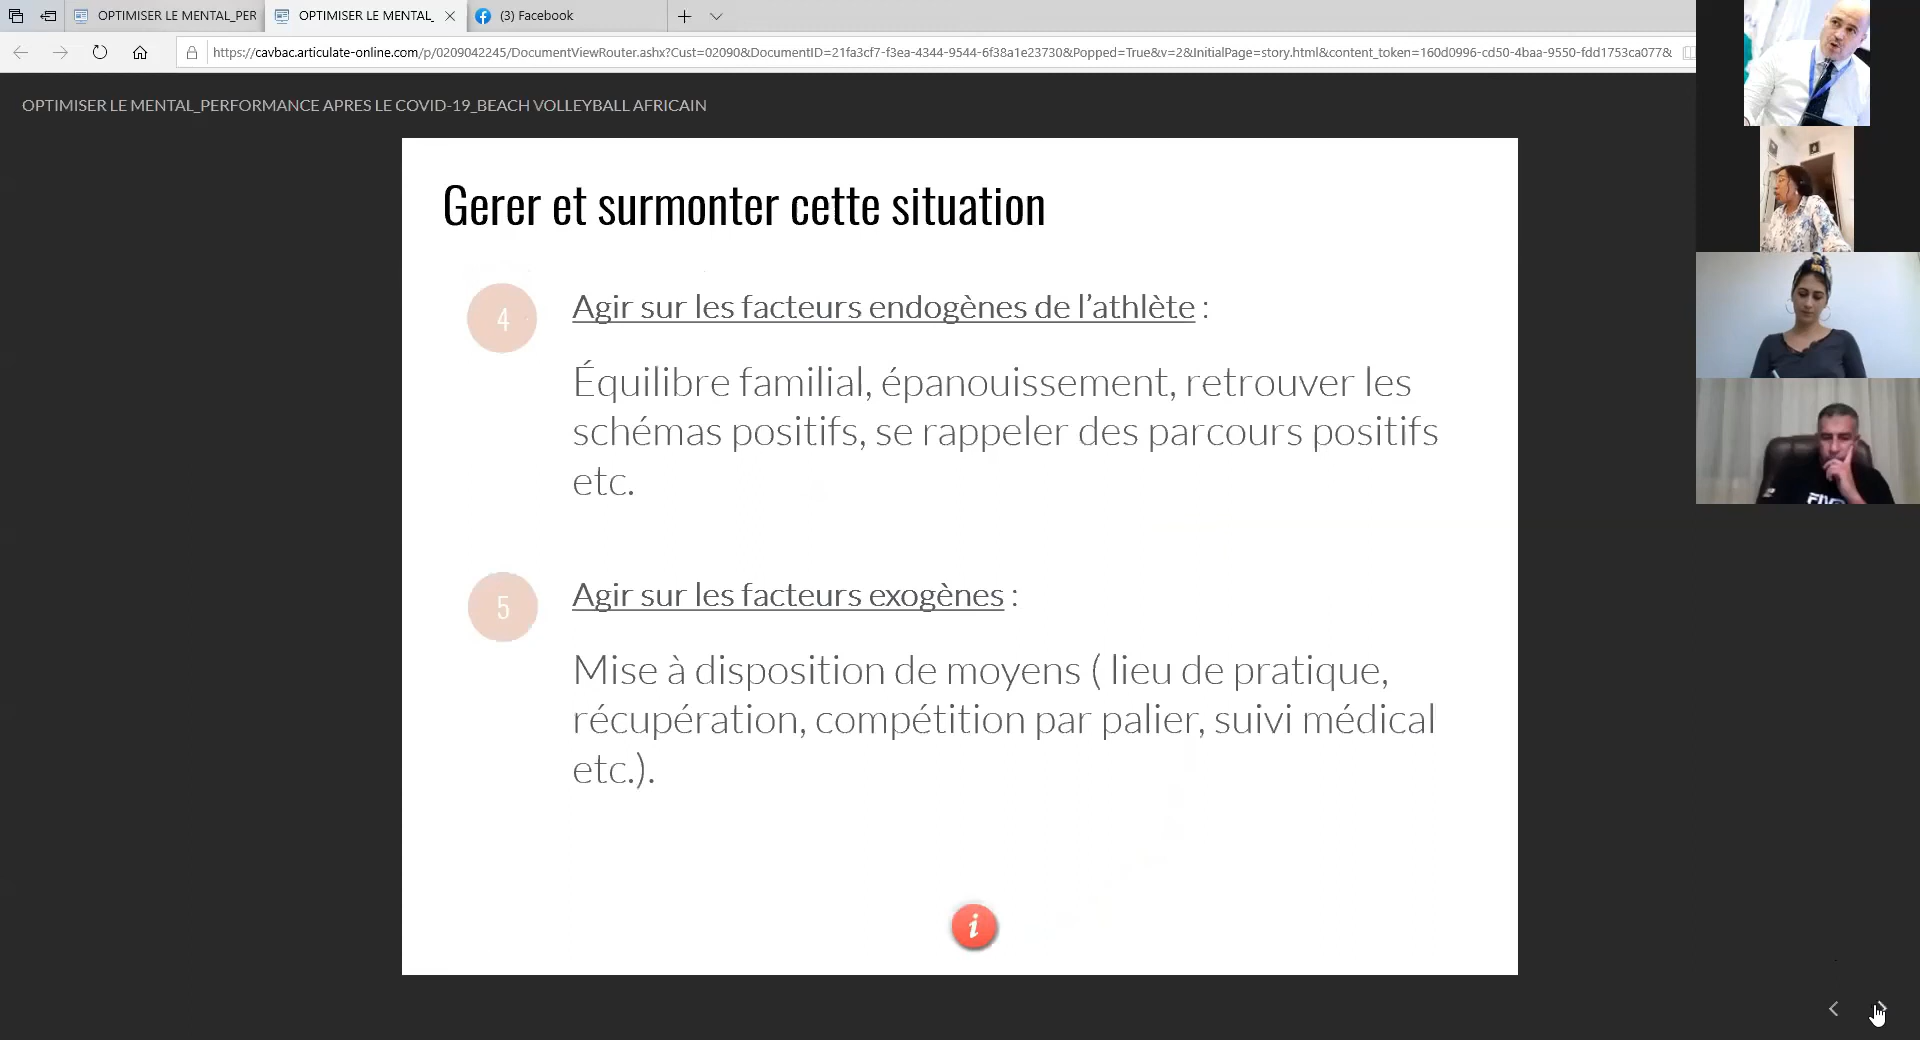 OPTIMISER LE MENTAL_PER
OPTIMISER LE MENTAL_
(3) Facebook
https://cavbac.articulate-online.com/p/0209042245/DocumentViewRouter.ashx?Cust=02090&DocumentID=21fa3cf7-f3ea-4344-9544-6f38a1e23730&Popped=True&v=2&InitialPage=story.html&content_token=160d0996-cd50-4baa-9550-fdd1753ca077&
OPTIMISER LE MENTAL_PERFORMANCE APRES LE COVID-19_BEACH VOLLEYBALL AFRICAIN
Gerer et surmonter cette situation
4
Agir sur les facteurs endogènes de l’athlète :
Équilibre familial, épanouissement, retrouver les
schémas positifs, se rappeler des parcours positifs
etc.
5
Agir sur les facteurs exogènes :
Mise à disposition de moyens ( lieu de pratique,
récupération, compétition par palier, suivi médical
etc.).
i